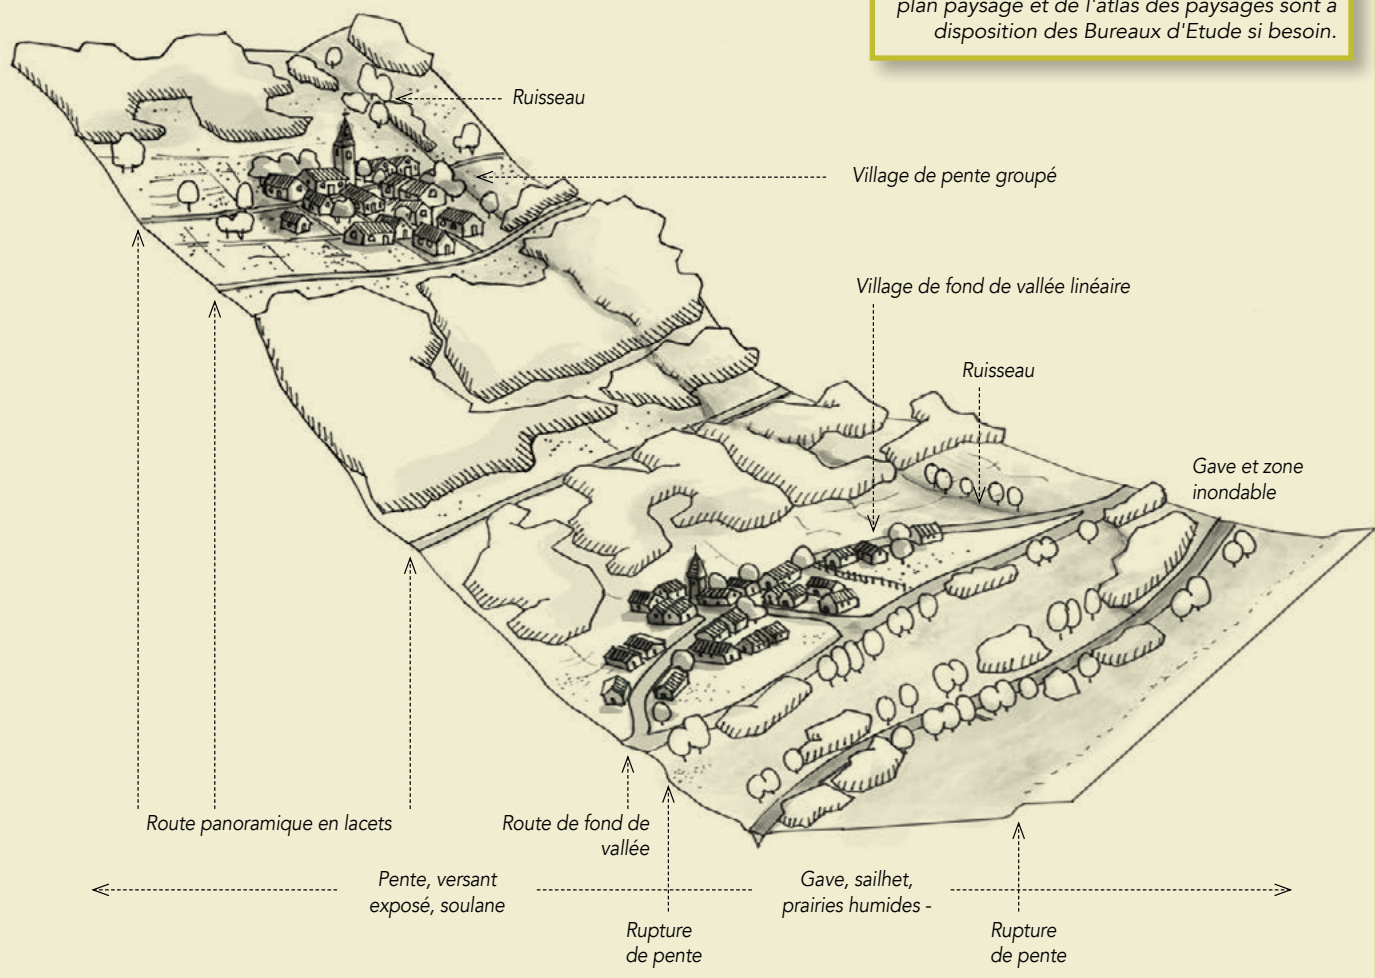 plan paysage et de l'atlas des paysages sont à
disposition des Bureaux d'Etude si besoin.
Ruisseau
Village de pente groupé
Village de fond de vallée linéaire
Ruisseau
Gave et zone
inondable
Route panoramique en lacets
Route de fond de
vallée
Pente, versant
exposé, soulane
Gave, sailhet,
prairies humides -
Rupture
de pente
Rupture
de pente